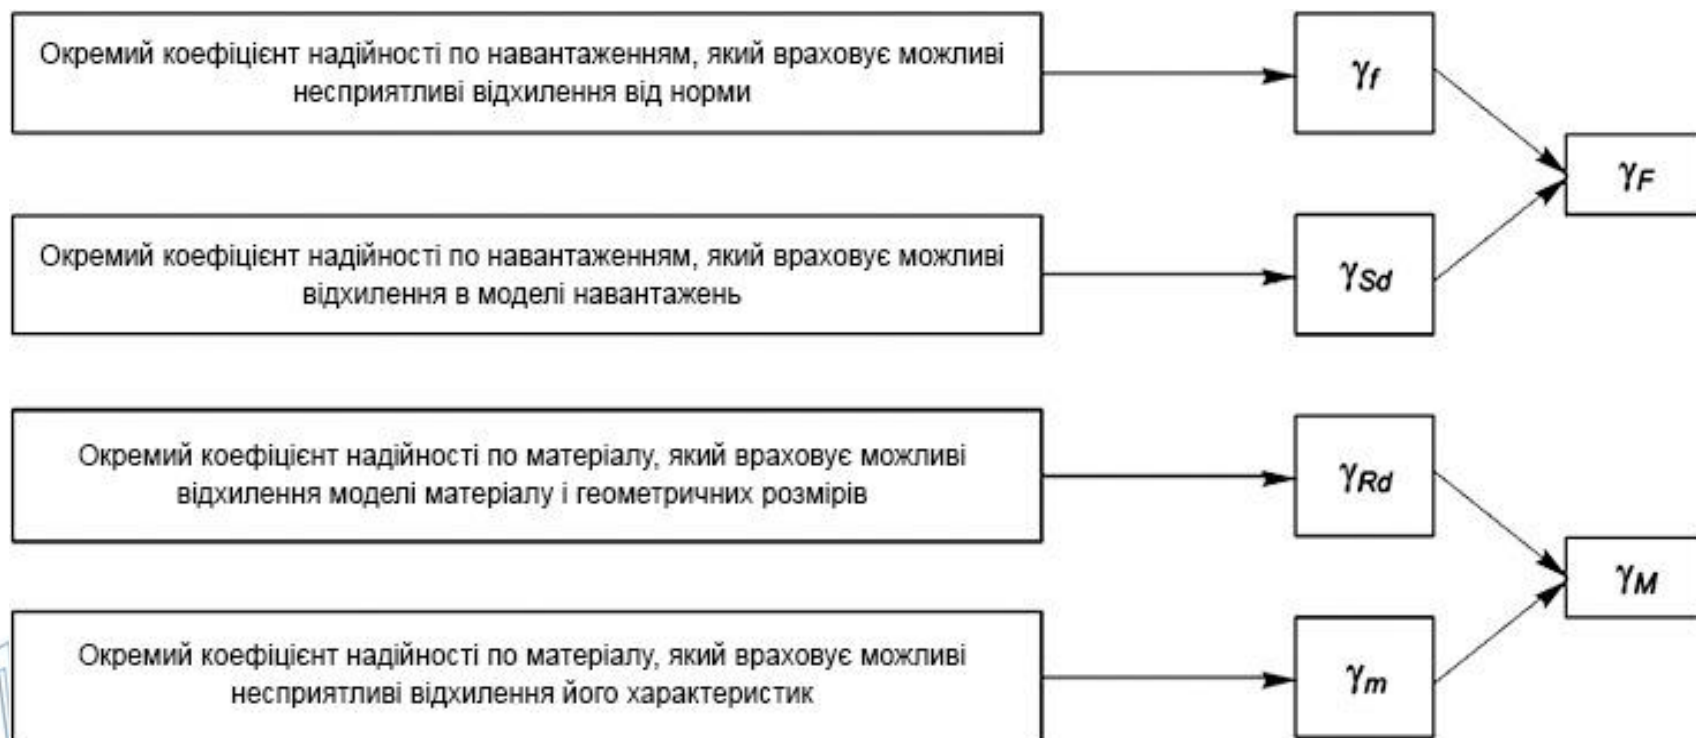 Окремий коефіцієнт надійності по навантаженням, який враховує можливі
несприятливі відхилення від норми
γf
γF
Окремий коефіцієнт надійності по навантаженням, який враховує можливі
відхилення в моделі навантажень
γSd
Окремий коефіцієнт надійності по матеріалу, який враховує можливі
відхилення моделі матеріалу і геометричних розмірів
γRd
γM
Окремий коефіцієнт надійності по матеріалу, який враховує можливі
несприятливі відхилення його характеристик
γm